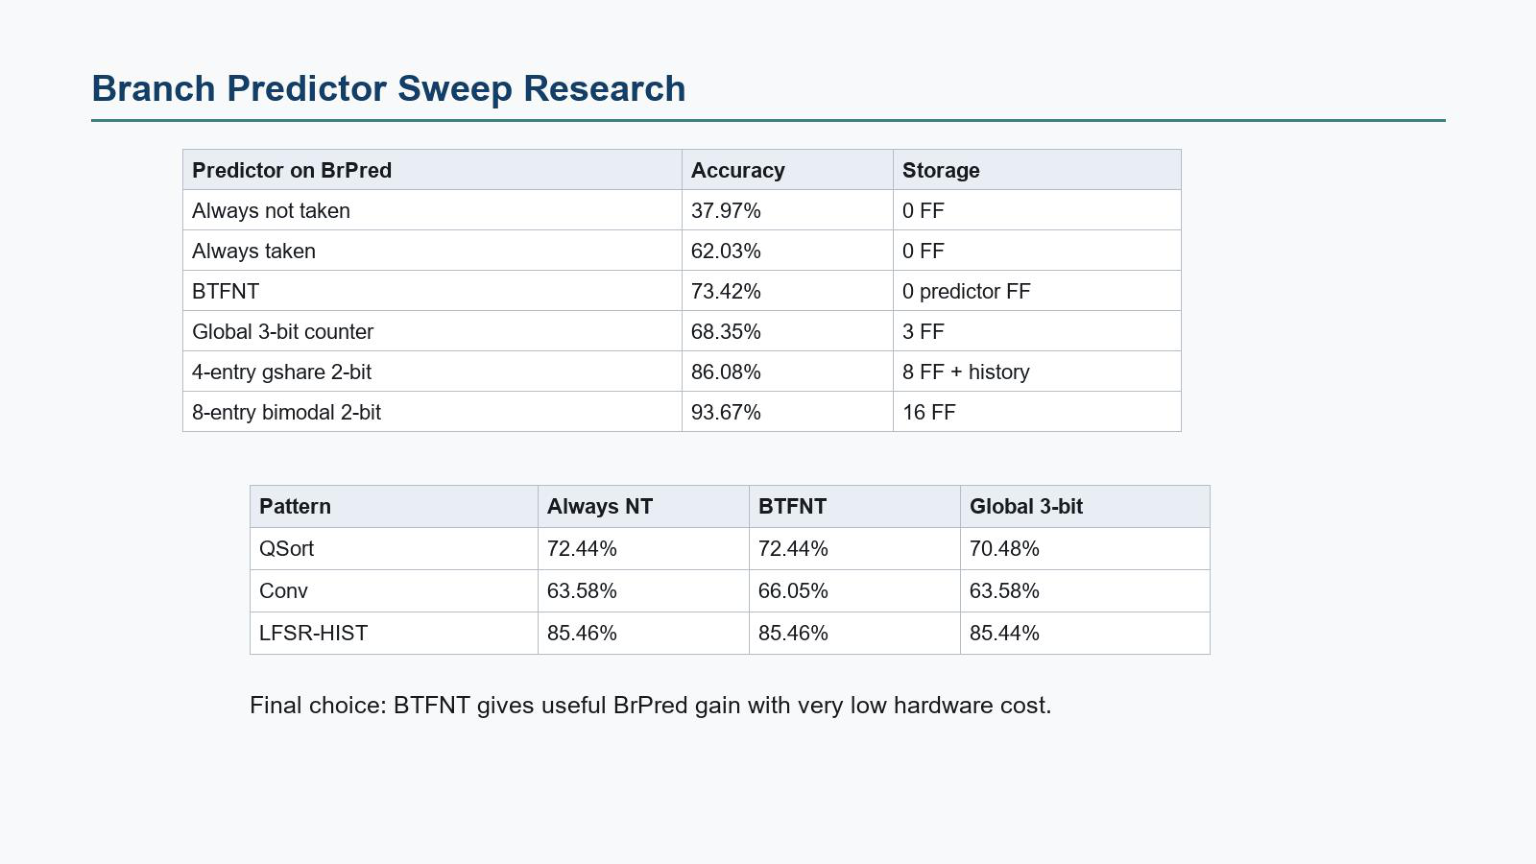 Branch Predictor Sweep Research
Predictor on BrPred Accuracy Storage
Always not taken 37.97% 0 FF
Always taken 62.03% 0 FF
BTFNT 73.42% 0 predictor FF
Global 3-bit counter 68.35% 3 FF
4-entry gshare 2-bit 86.08% 8 FF + history
8-entry bimodal 2-bit 93.67% 16 FF
Pattern Always NT BTFNT Global 3-bit
QSort 72.44% 72.44% 70.48%
Conv 63.58% 66.05% 63.58%
LFSR-HIST 85.46% 85.46% 85.44%
Final choice: BTFNT gives useful BrPred gain with very low hardware cost.